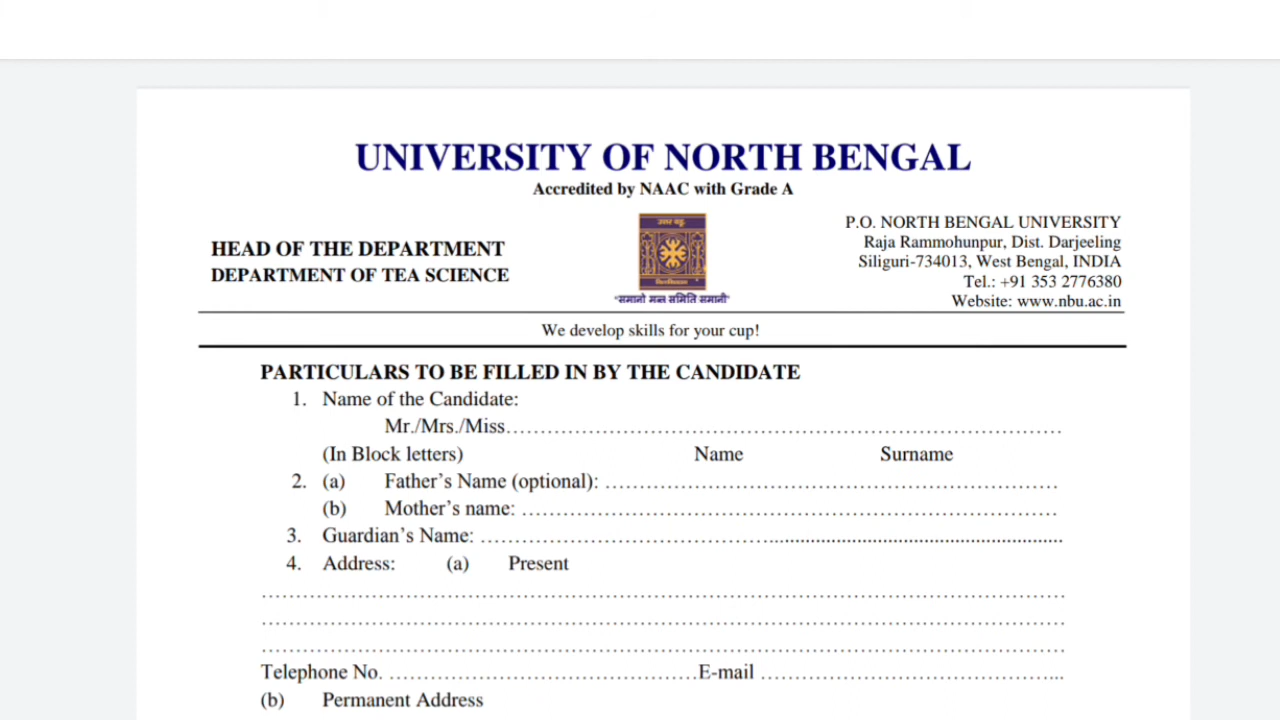 UNIVERSITY OF NORTH BENGAL
Accredited by NAAC with Grade A
HEAD OF THE DEPARTMENT
DEPARTMENT OF TEA SCIENCE
"समानो मन्त्र समिति समानी"
P.O. NORTH BENGAL UNIVERSITY
Raja Rammohunpur, Dist. Darjeeling
Siliguri-734013, West Bengal, INDIA
Tel.: +91 353 2776380
Website: www.nbu.ac.in
We develop skills for your cup!
PARTICULARS TO BE FILLED IN BY THE CANDIDATE
1. Name of the Candidate:
Mr./Mrs./Miss
(In Block letters) Name Surname
2. (a) Father's Name (optional):
(b) Mother's name:
3. Guardian's Name:
4. Address: (a) Present
Telephone No. E-mail
(b) Permanent Address